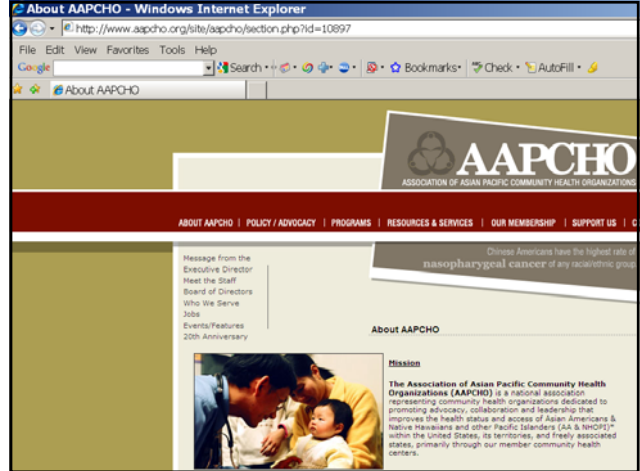 About AAPCHO - Windows Internet Explorer
http://www.aapcho.org/site/aapcho/section.php?id=10897
File Edit View Favorites Tools Help
Google Search Bookmarks Check AutoFill
About AAPCHO
AAPCHO
ASSOCIATION OF ASIAN PACIFIC COMMUNITY HEALTH ORGANIZATIONS
ABOUT AAPCHO | POLICY / ADVOCACY | PROGRAMS | RESOURCES & SERVICES | OUR MEMBERSHIP | SUPPORT US | C
Chinese Americans have the highest rate of
nasopharygeal cancer of any racial/ethnic group
Message from the
Executive Director
Meet the Staff
Board of Directors
Who We Serve
Jobs
Events/Features
20th Anniversary
About AAPCHO
Mission
The Association of Asian Pacific Community Health
Organizations (AAPCHO) is a national association
representing community health organizations dedicated to
promoting advocacy, collaboration and leadership that
improves the health status and access of Asian Americans &
Native Hawaiians and other Pacific Islanders (AA & NHOPI)*
within the United States, its territories, and freely associated
states, primarily through our member community health
centers.